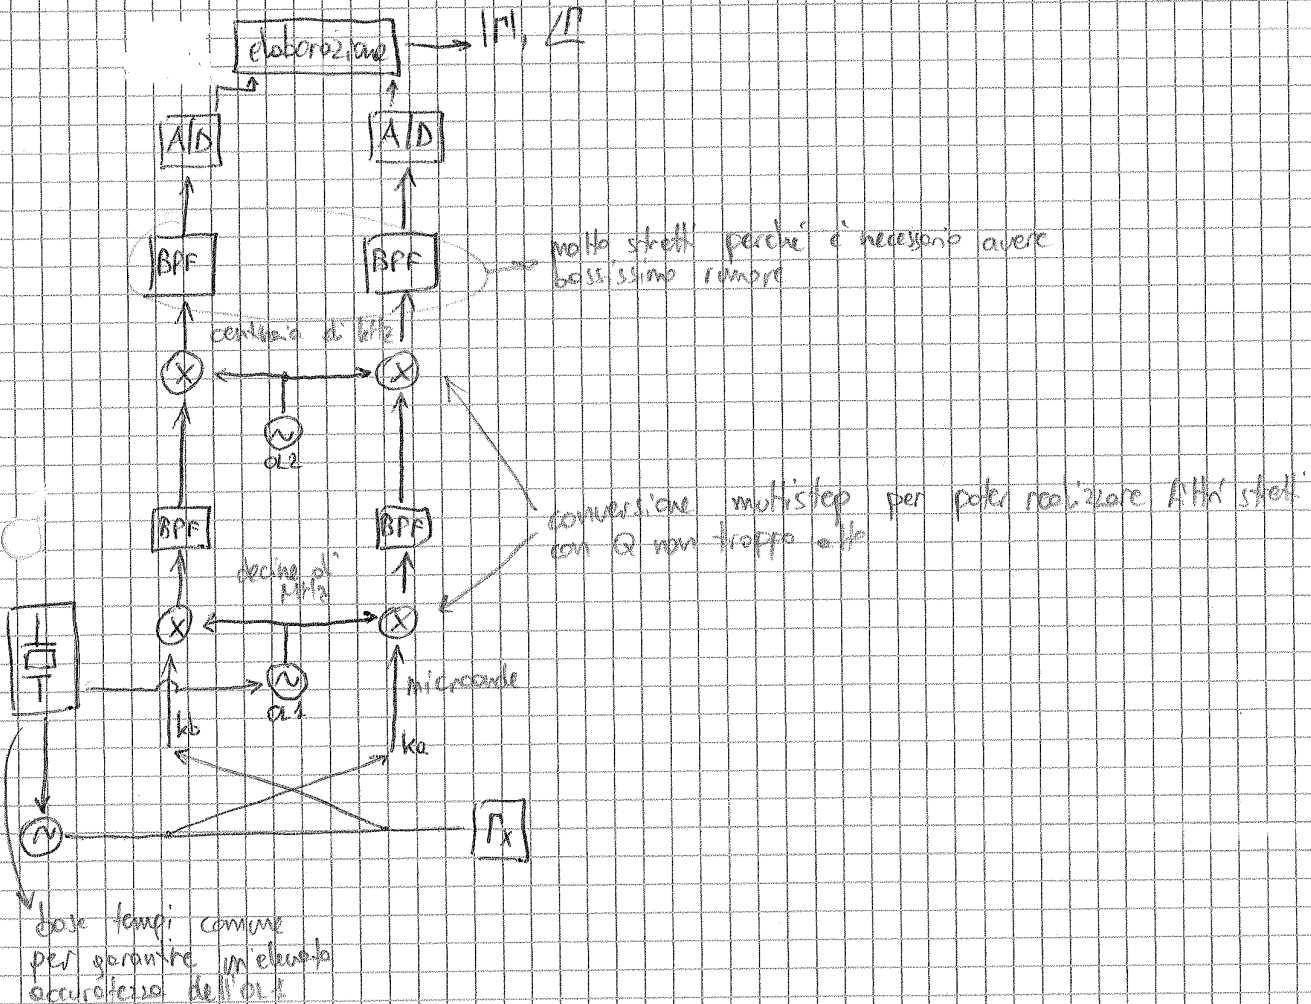 elaborazione
|Γ|, ∠Γ
A/D
A/D
BPF
BPF
molto stretti perché è necessario avere
bassissimo rumore
centinaia di kHz
X
X
OL2
conversione multistep per poter realizzare filtri stretti
con Q non troppo alto
BPF
BPF
decine di
MHz
X
X
OL1
microonde
kb
ka
Γx
base tempi comune
per garantire un'elevata
accuratezza dell'OL1